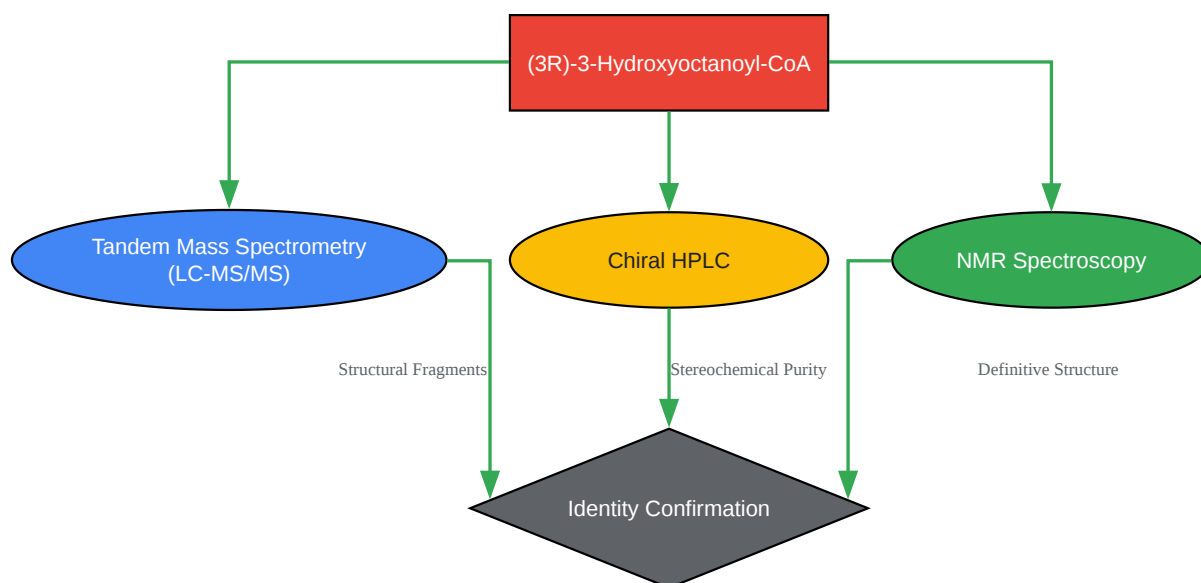 (3R)-3-Hydroxyoctanoyl-CoA
Tandem Mass Spectrometry
(LC-MS/MS)
Chiral HPLC
NMR Spectroscopy
Structural Fragments
Stereochemical Purity
Definitive Structure
Identity Confirmation